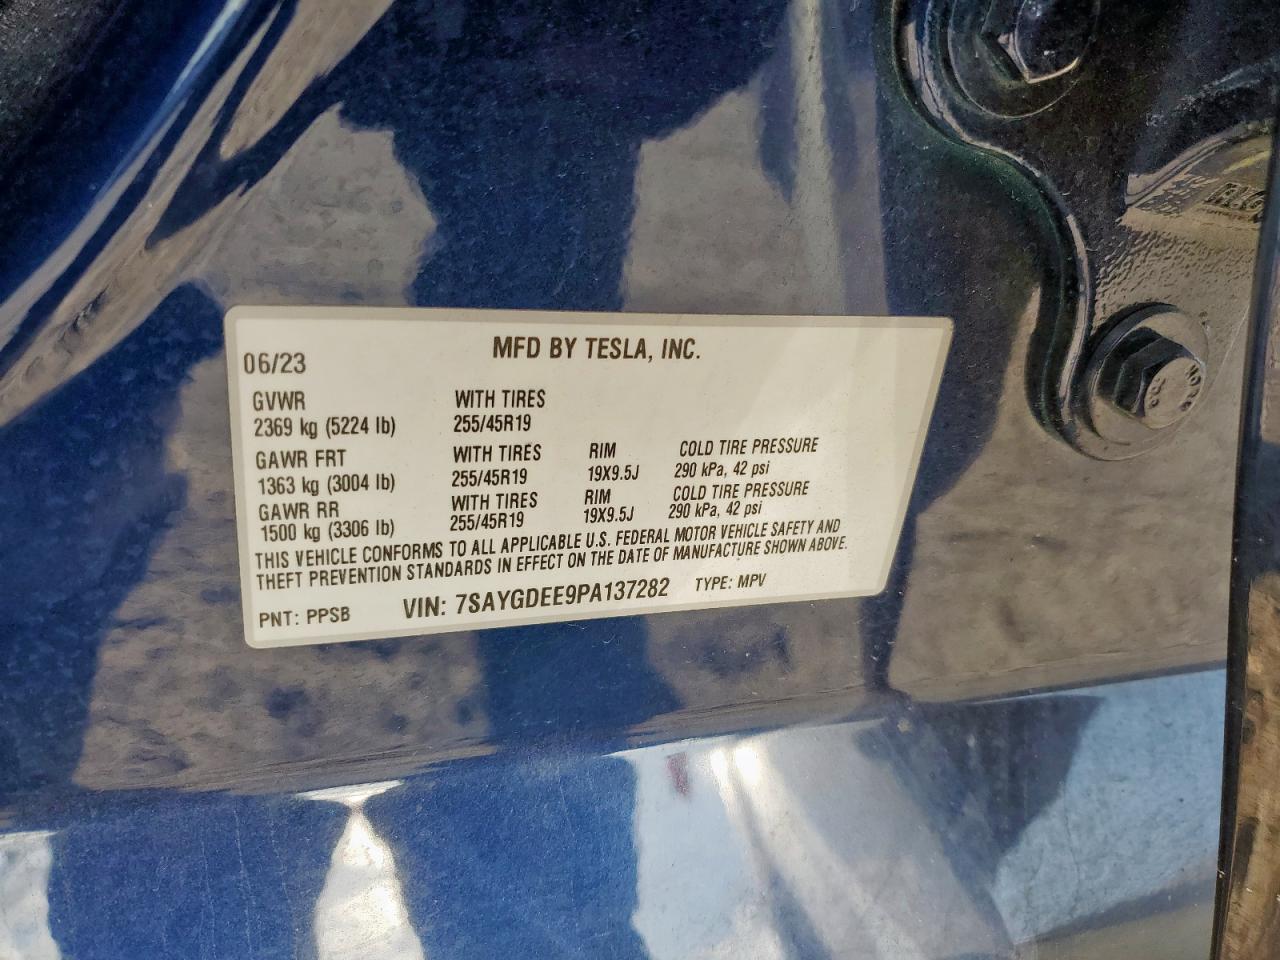 MFD BY TESLA, INC.
06/23
GVWR WITH TIRES
2369 kg (5224 lb) 255/45R19
GAWR FRT WITH TIRES RIM COLD TIRE PRESSURE
1363 kg (3004 lb) 255/45R19 19X9.5J 290 kPa, 42 psi
GAWR RR WITH TIRES RIM COLD TIRE PRESSURE
1500 kg (3306 lb) 255/45R19 19X9.5J 290 kPa, 42 psi
THIS VEHICLE CONFORMS TO ALL APPLICABLE U.S. FEDERAL MOTOR VEHICLE SAFETY AND
THEFT PREVENTION STANDARDS IN EFFECT ON THE DATE OF MANUFACTURE SHOWN ABOVE.
PNT: PPSB VIN: 7SAYGDEE9PA137282 TYPE: MPV